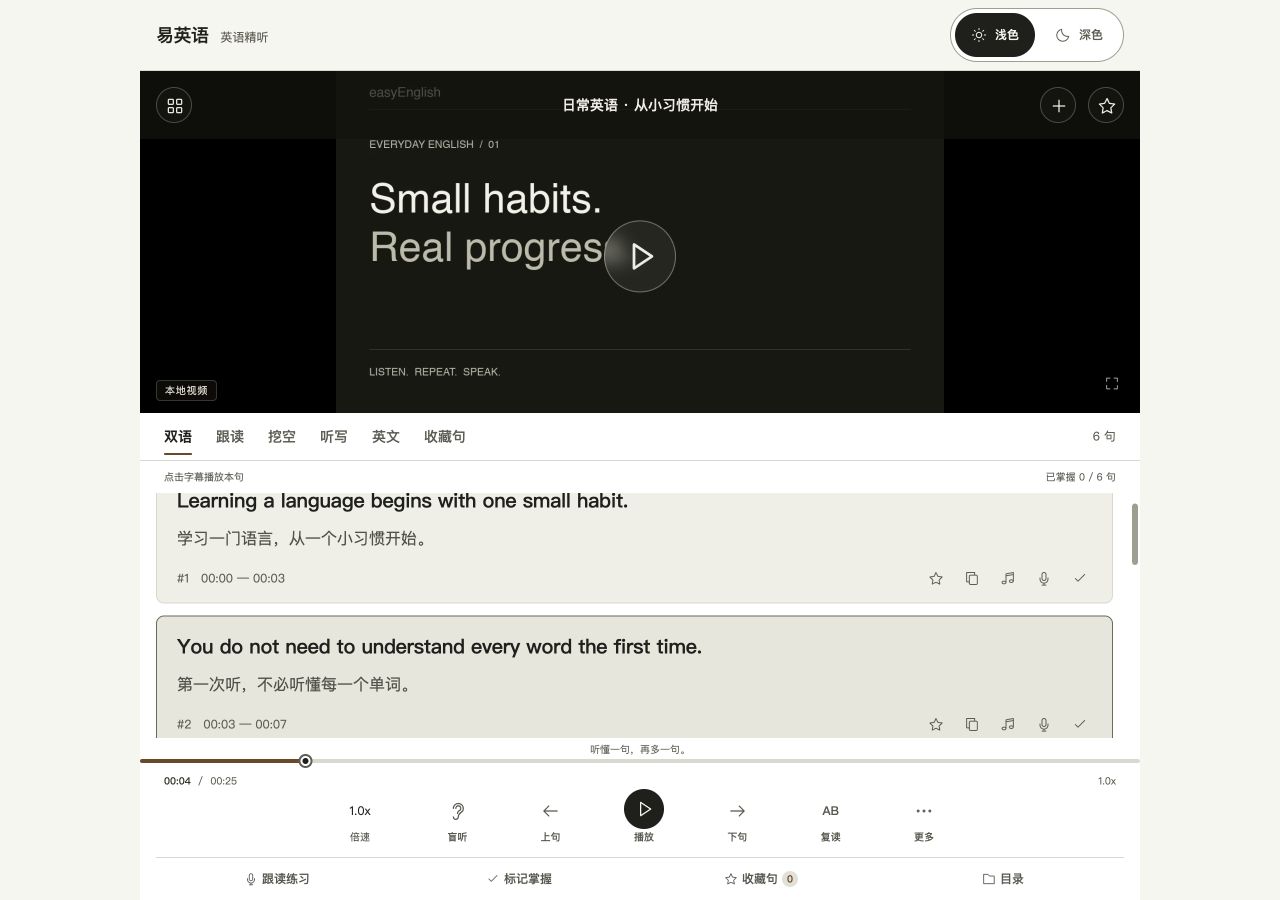 易英语 英语精听
浅色 深色
easyEnglish
日常英语 · 从小习惯开始
EVERYDAY ENGLISH / 01
Small habits.
Real progress
LISTEN. REPEAT. SPEAK.
本地视频
双语 跟读 挖空 听写 英文 收藏句 6 句
点击字幕播放本句 已掌握 0 / 6 句
Learning a language begins with one small habit.
学习一门语言，从一个小习惯开始。
#1 00:00 — 00:03
You do not need to understand every word the first time.
第一次听，不必听懂每一个单词。
#2 00:03 — 00:07
听懂一句，再多一句。
00:04 / 00:25 1.0x
1.0x AB
倍速 盲听 上句 播放 下句 复读 更多
跟读练习 标记掌握 收藏句 0 目录